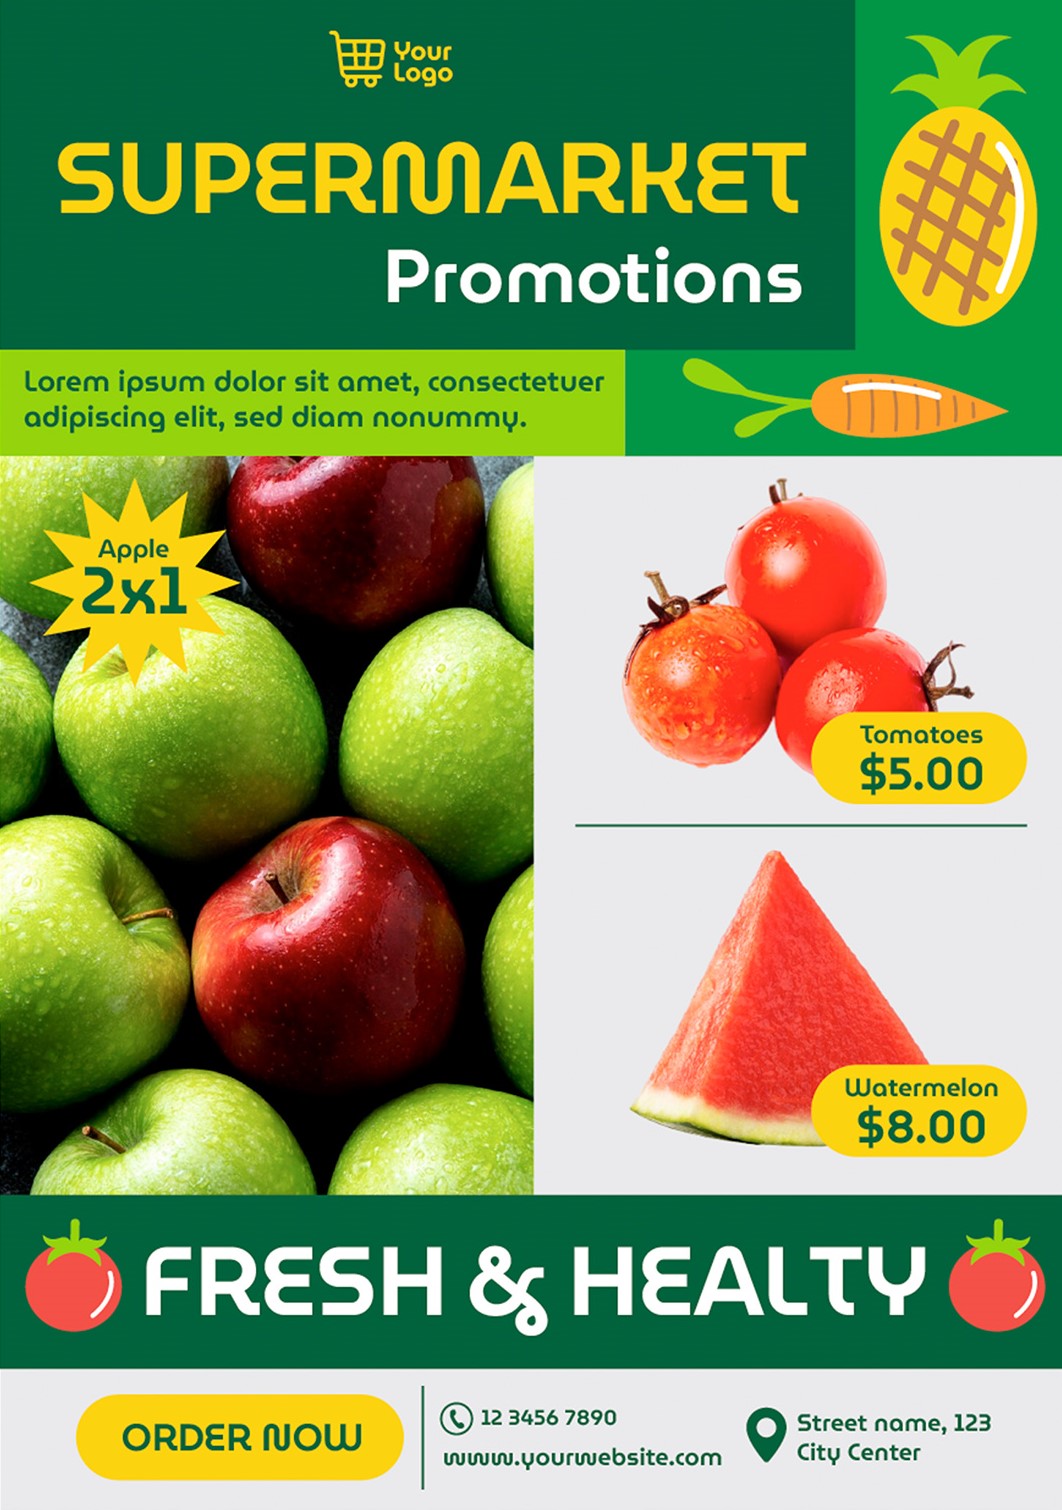 Your
Logo
SUPERMARKET
Promotions
Lorem ipsum dolor sit amet, consectetuer
adipiscing elit, sed diam nonummy.
Apple
2x1
Tomatoes
$5.00
Watermelon
$8.00
FRESH & HEALTY
ORDER NOW
12 3456 7890
www.yourwebsite.com
Street name, 123
City Center